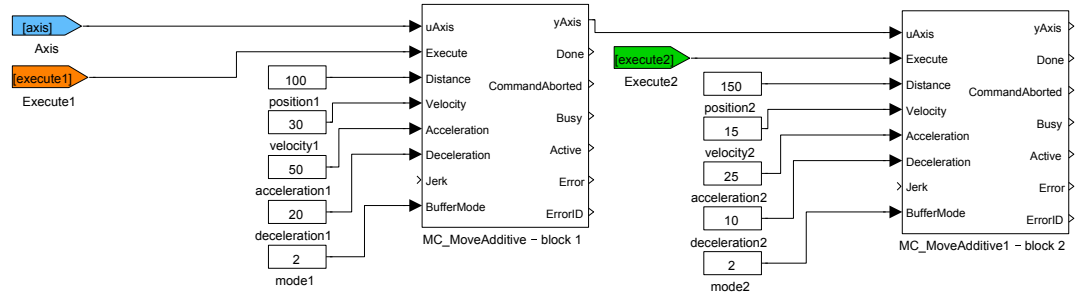 [axis]
Axis
[execute1]
Execute1
100
position1
30
velocity1
50
acceleration1
20
deceleration1
2
mode1
uAxis
Execute
Distance
Velocity
Acceleration
Deceleration
Jerk
BufferMode
yAxis
Done
CommandAborted
Busy
Active
Error
ErrorID
MC_MoveAdditive − block 1
[execute2]
Execute2
150
position2
15
velocity2
25
acceleration2
10
deceleration2
2
mode2
uAxis
Execute
Distance
Velocity
Acceleration
Deceleration
Jerk
BufferMode
yAxis
Done
CommandAborted
Busy
Active
Error
ErrorID
MC_MoveAdditive1 − block 2